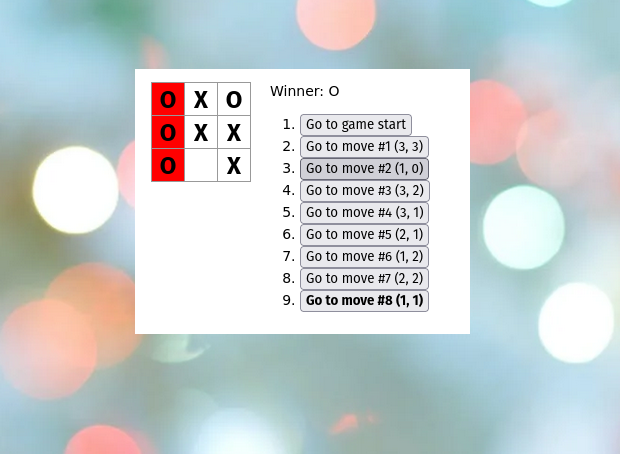 O X O
O X X
O X
Winner: O
1. Go to game start
2. Go to move #1 (3, 3)
3. Go to move #2 (1, 0)
4. Go to move #3 (3, 2)
5. Go to move #4 (3, 1)
6. Go to move #5 (2, 1)
7. Go to move #6 (1, 2)
8. Go to move #7 (2, 2)
9. Go to move #8 (1, 1)